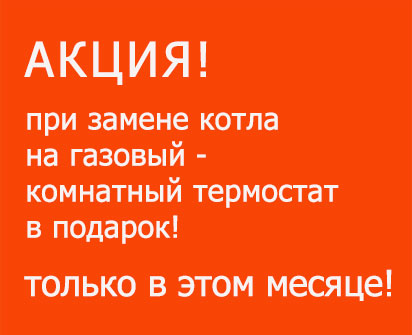 АКЦИЯ!
при замене котла
на газовый -
комнатный термостат
в подарок!
только в этом месяце!